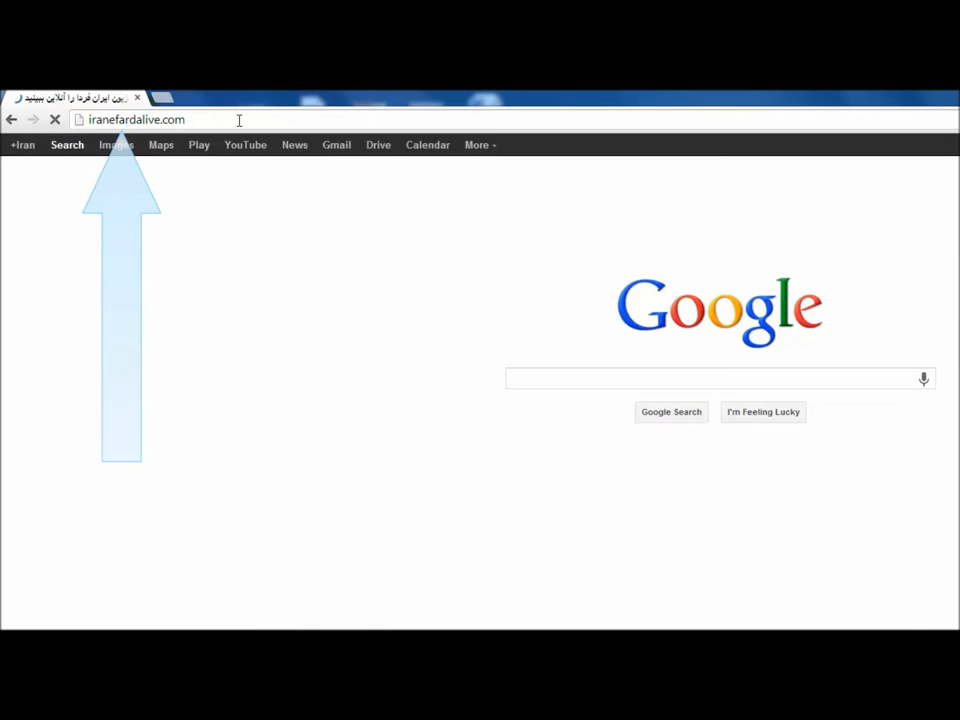 زیون ایران فردا را آنلاین ببینید
iranefardalive.com
+Iran Search Images Maps Play YouTube News Gmail Drive Calendar More
Google
Google Search I'm Feeling Lucky